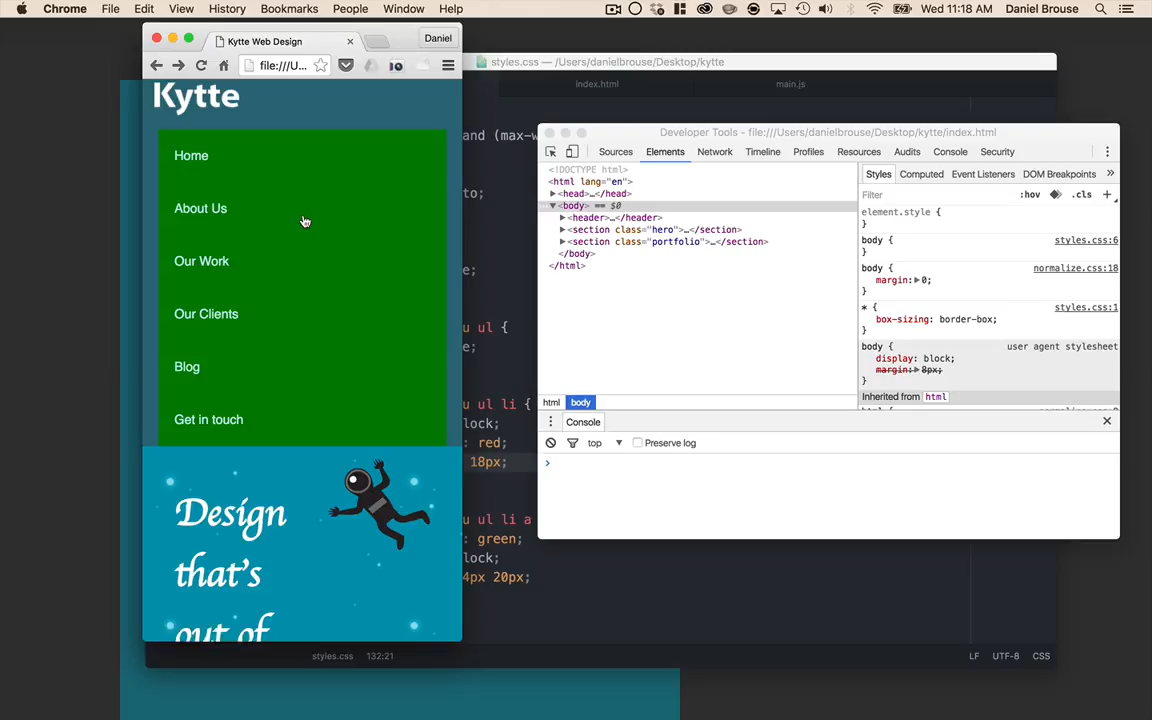 Chrome File Edit View History Bookmarks People Window Help Wed 11:18 AM Daniel Brouse
Kytte Web Design Daniel
file:///U...
Kytte
Home
About Us
Our Work
Our Clients
Blog
Get in touch
Design
that's
out of
styles.css — /Users/danielbrouse/Desktop/kytte
index.html main.js
and (max-w
to;
e;
u ul {
e;
u ul li {
lock;
: red;
18px;
u ul li a
: green;
lock;
4px 20px;
styles.css 132:21 LF UTF-8 CSS
Developer Tools - file:///Users/danielbrouse/Desktop/kytte/index.html
Sources Elements Network Timeline Profiles Resources Audits Console Security
<!DOCTYPE html>
<html lang="en">
<head>…</head>
<body> == $0
<header>…</header>
<section class="hero">…</section>
<section class="portfolio">…</section>
</body>
</html>
html body
Styles Computed Event Listeners DOM Breakpoints »
Filter :hov .cls +
element.style {
}
body { styles.css:6
}
body { normalize.css:18
margin: 0;
}
* { styles.css:1
box-sizing: border-box;
}
body { user agent stylesheet
display: block;
margin: 8px;
}
Inherited from html
Console
top Preserve log
>